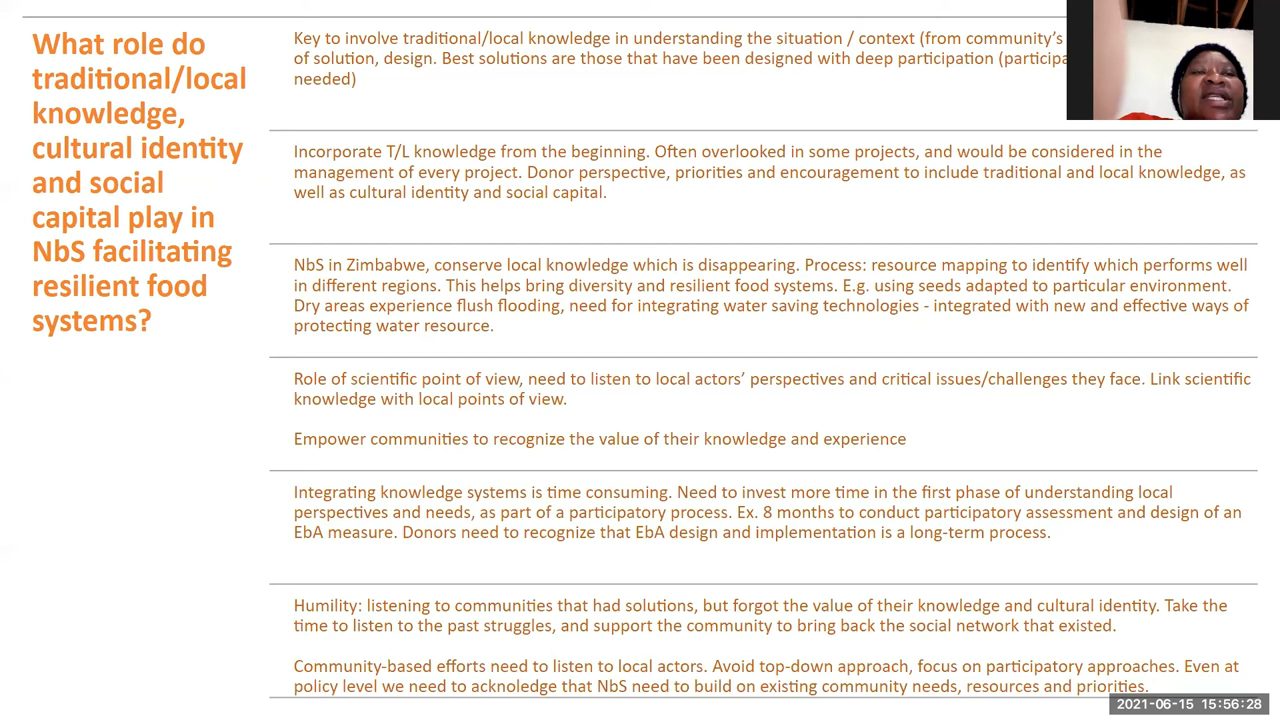 What role do
traditional/local
knowledge,
cultural identity
and social
capital play in
NbS facilitating
resilient food
systems?
Key to involve traditional/local knowledge in understanding the situation / context (from community's
of solution, design. Best solutions are those that have been designed with deep participation
needed)
Incorporate T/L knowledge from the beginning. Often overlooked in some projects, and would be considered in the
management of every project. Donor perspective, priorities and encouragement to include traditional and local knowledge, as
well as cultural identity and social capital.
NbS in Zimbabwe, conserve local knowledge which is disappearing. Process: resource mapping to identify which performs well
in different regions. This helps bring diversity and resilient food systems. E.g. using seeds adapted to particular environment.
Dry areas experience flush flooding, need for integrating water saving technologies - integrated with new and effective ways of
protecting water resource.
Role of scientific point of view, need to listen to local actors' perspectives and critical issues/challenges they face. Link scientific
knowledge with local points of view.
Empower communities to recognize the value of their knowledge and experience
Integrating knowledge systems is time consuming. Need to invest more time in the first phase of understanding local
perspectives and needs, as part of a participatory process. Ex. 8 months to conduct participatory assessment and design of an
EbA measure. Donors need to recognize that EbA design and implementation is a long-term process.
Humility: listening to communities that had solutions, but forgot the value of their knowledge and cultural identity. Take the
time to listen to the past struggles, and support the community to bring back the social network that existed.
Community-based efforts need to listen to local actors. Avoid top-down approach, focus on participatory approaches. Even at
policy level we need to acknoledge that NbS need to build on existing community needs, resources and priorities.
2021-06-15 15:56:28